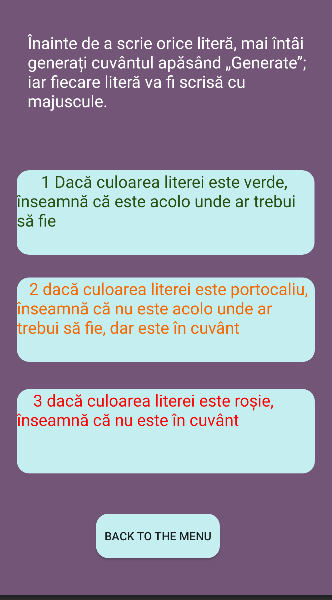 Înainte de a scrie orice literă, mai întâi
generați cuvântul apăsând „Generate”;
iar fiecare literă va fi scrisă cu
majuscule.
1 Dacă culoarea literei este verde,
înseamnă că este acolo unde ar trebui
să fie
2 dacă culoarea literei este portocaliu,
înseamnă că nu este acolo unde ar
trebui să fie, dar este în cuvânt
3 dacă culoarea literei este roșie,
înseamnă că nu este în cuvânt
BACK TO THE MENU